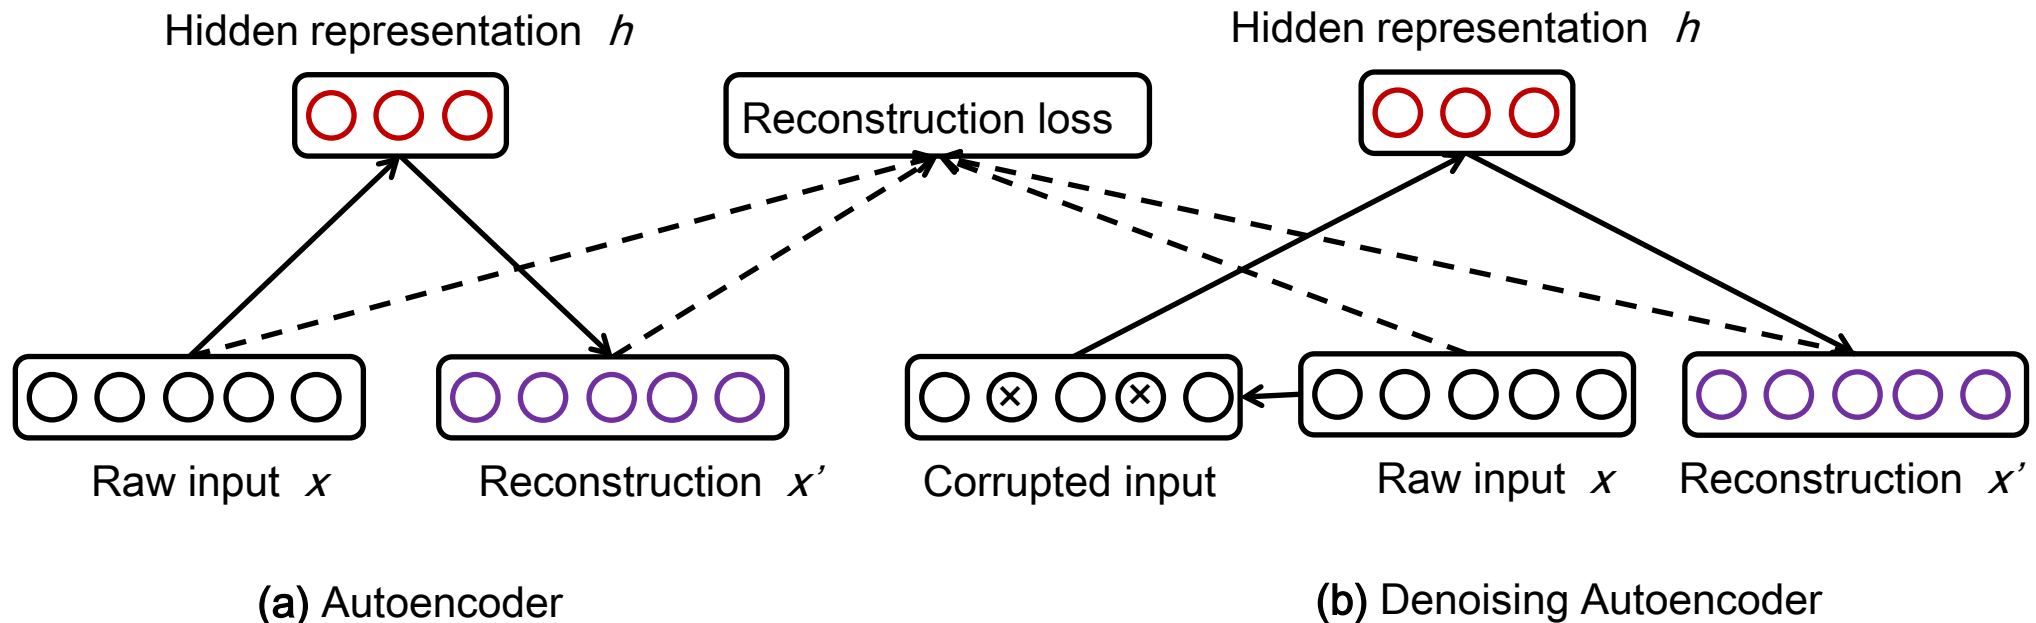 Hidden representation h
Hidden representation h
Reconstruction loss
Raw input x
Reconstruction x’
Corrupted input
Raw input x
Reconstruction x’
(a) Autoencoder
(b) Denoising Autoencoder